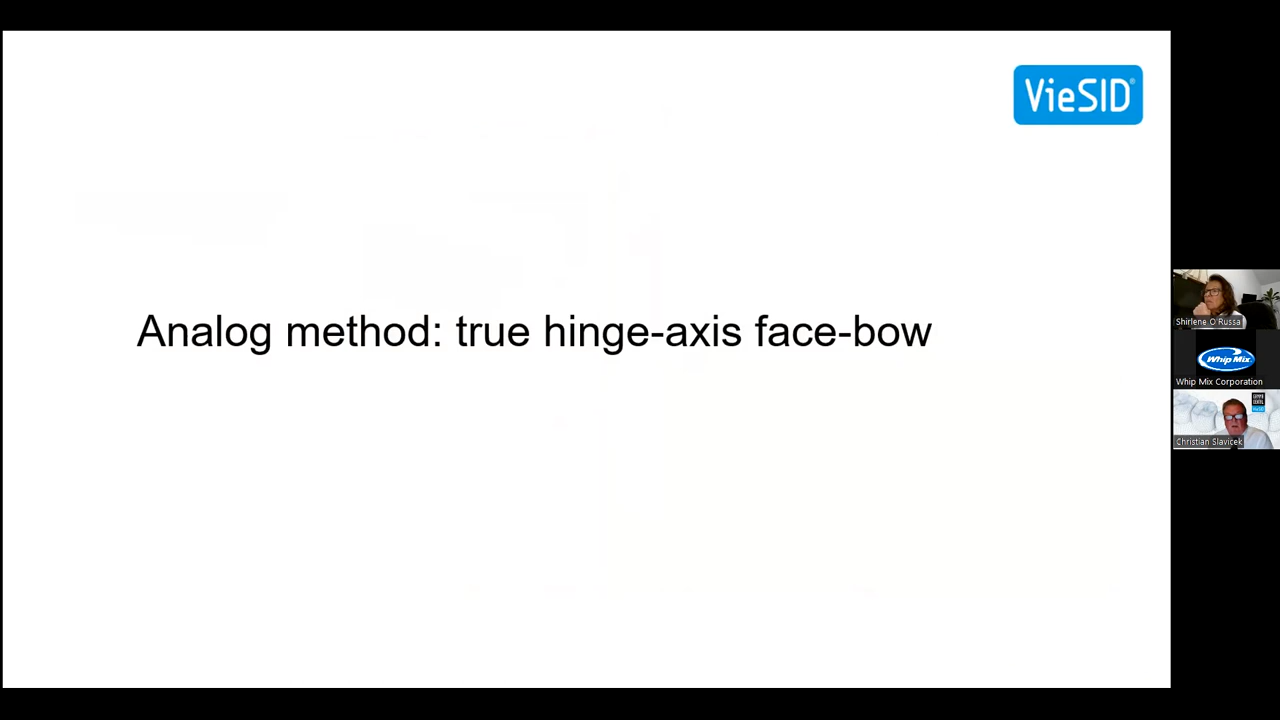 VieSID®
Analog method: true hinge-axis face-bow
Shirlene O'Russa
Whip Mix
Whip Mix Corporation
Christian Slavicek